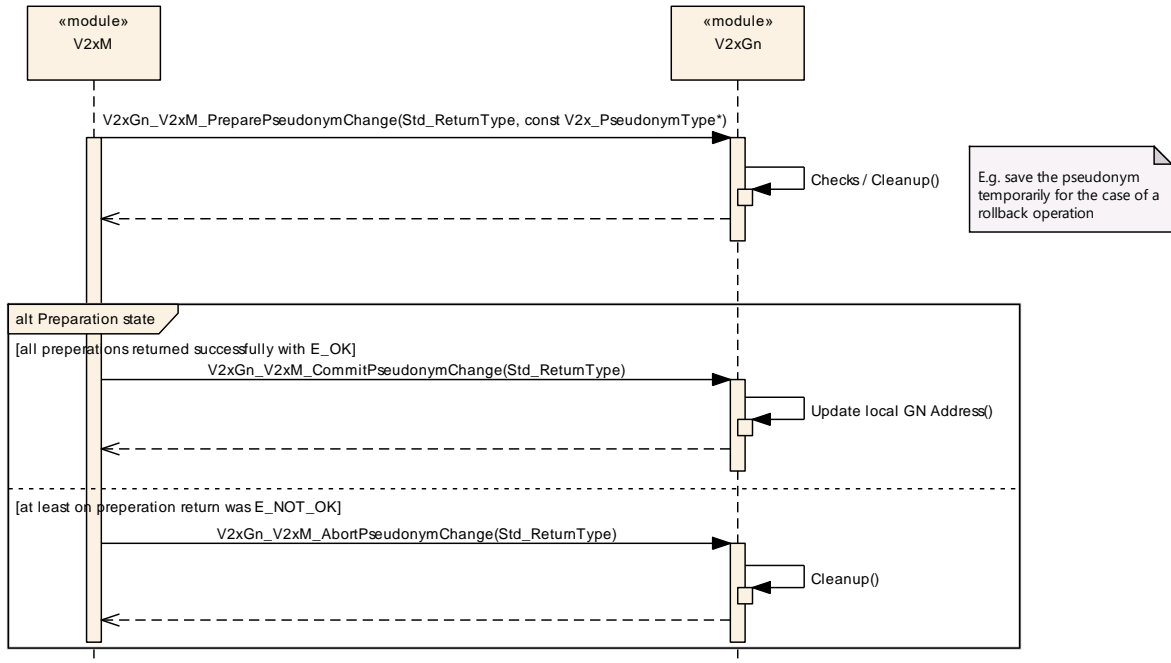 «module»
V2xM
«module»
V2xGn
V2xGn_V2xM_PreparePseudonymChange(Std_ReturnType, const V2x_PseudonymType*)
Checks / Cleanup()
E.g. save the pseudonym
temporarily for the case of a
rollback operation
alt Preparation state
[all preperations returned successfully with E_OK]
V2xGn_V2xM_CommitPseudonymChange(Std_ReturnType)
Update local GN Address()
[at least on preperation return was E_NOT_OK]
V2xGn_V2xM_AbortPseudonymChange(Std_ReturnType)
Cleanup()